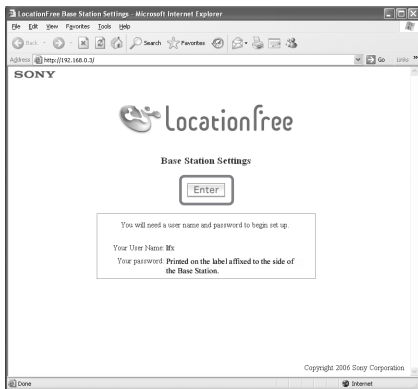 LocationFree Base Station Settings - Microsoft Internet Explorer
File Edit View Favorites Tools Help
Back Search Favorites
Address http://192.168.0.3/ Go Links »
SONY
LocationFree
Base Station Settings
Enter
You will need a user name and password to begin set up.
Your User Name: lfx
Your password: Printed on the label affixed to the side of
the Base Station.
Copyright 2006 Sony Corporation
Done Internet